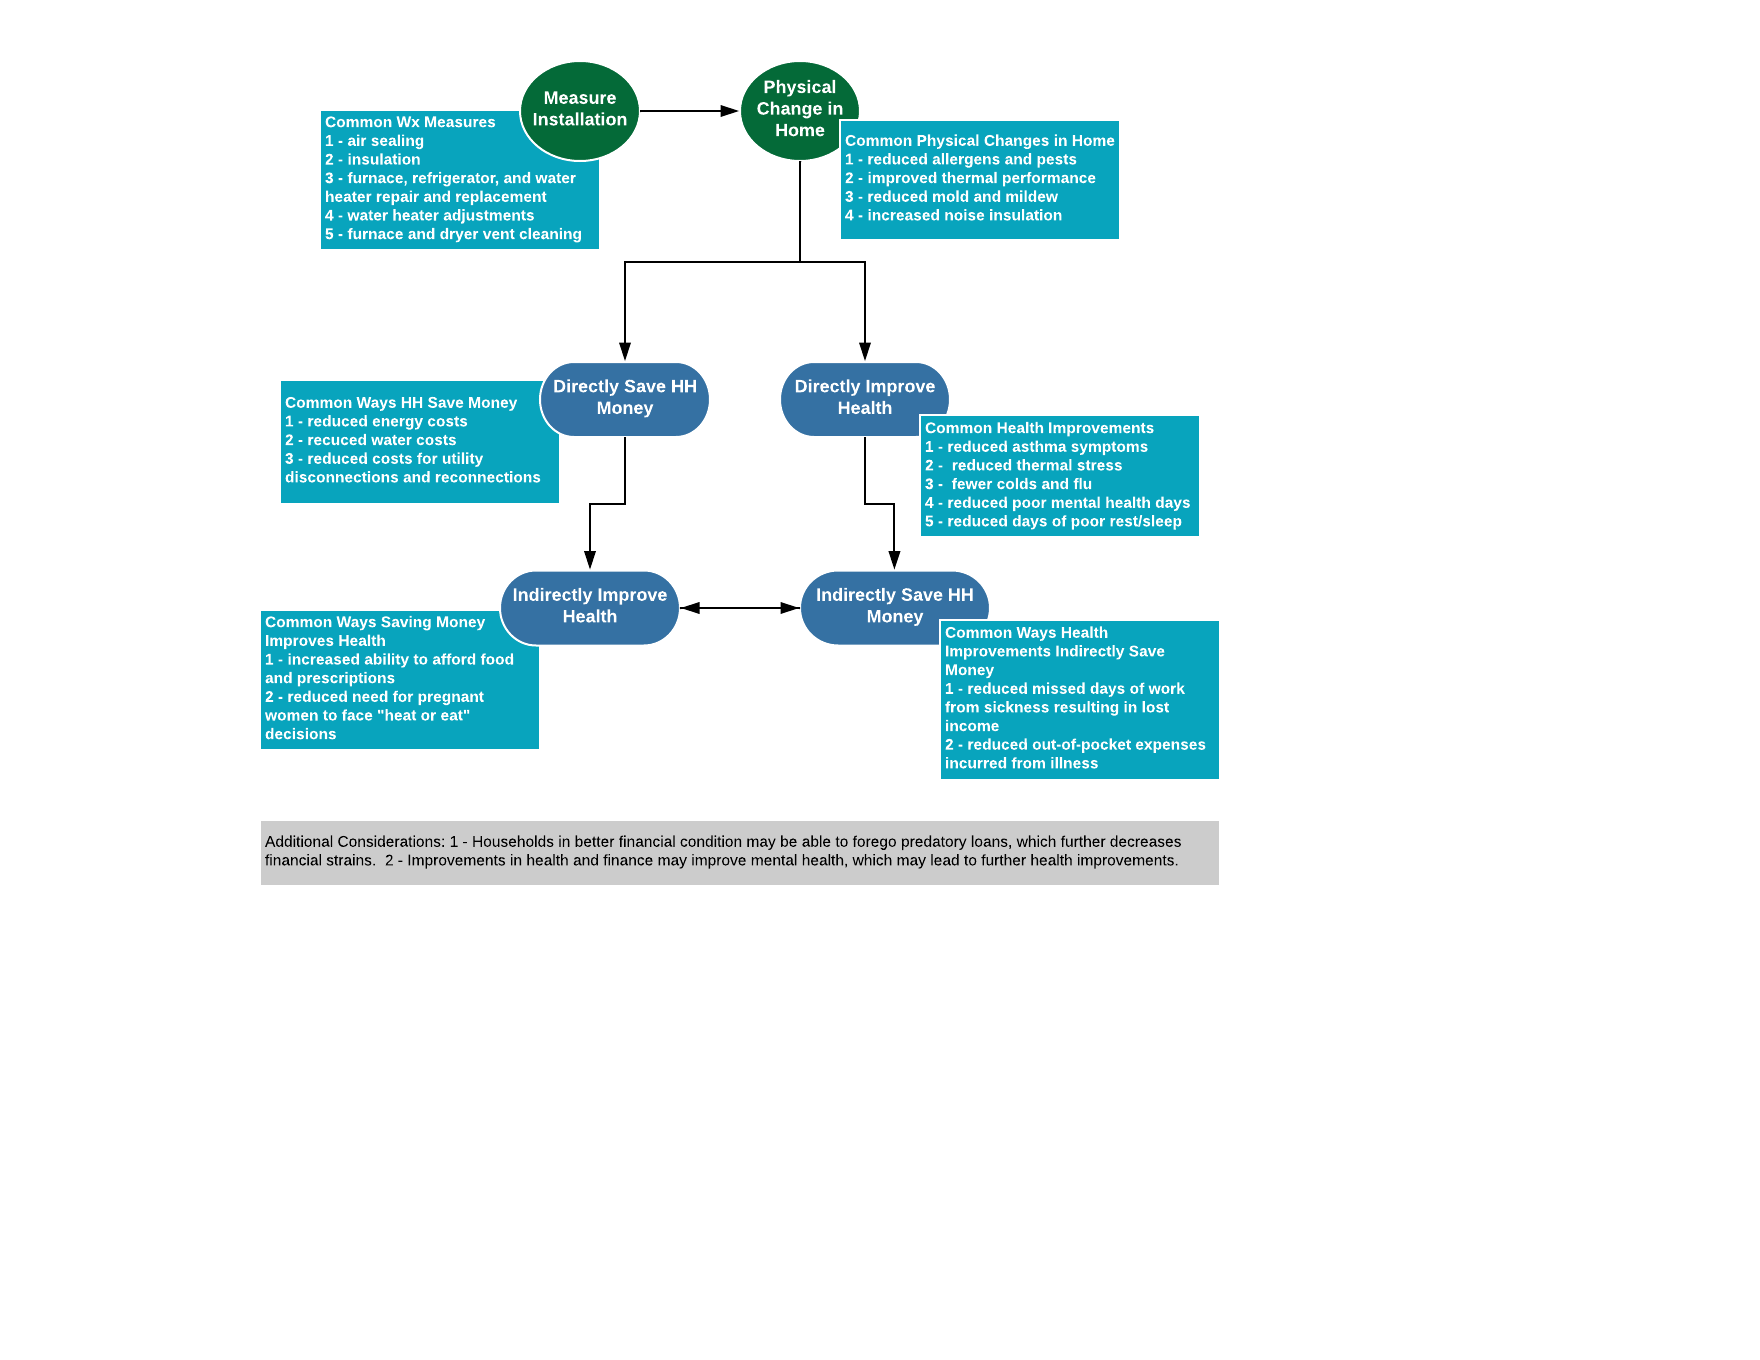 Measure
Installation
Physical
Change in
Home
Common Wx Measures
1 - air sealing
2 - insulation
3 - furnace, refrigerator, and water
heater repair and replacement
4 - water heater adjustments
5 - furnace and dryer vent cleaning
Common Physical Changes in Home
1 - reduced allergens and pests
2 - improved thermal performance
3 - reduced mold and mildew
4 - increased noise insulation
Directly Save HH
Money
Directly Improve
Health
Common Ways HH Save Money
1 - reduced energy costs
2 - recuced water costs
3 - reduced costs for utility
disconnections and reconnections
Common Health Improvements
1 - reduced asthma symptoms
2 -  reduced thermal stress
3 -  fewer colds and flu
4 - reduced poor mental health days
5 - reduced days of poor rest/sleep
Indirectly Improve
Health
Indirectly Save HH
Money
Common Ways Saving Money
Improves Health
1 - increased ability to afford food
and prescriptions
2 - reduced need for pregnant
women to face "heat or eat"
decisions
Common Ways Health
Improvements Indirectly Save
Money
1 - reduced missed days of work
from sickness resulting in lost
income
2 - reduced out-of-pocket expenses
incurred from illness
Additional Considerations: 1 - Households in better financial condition may be able to forego predatory loans, which further decreases
financial strains.  2 - Improvements in health and finance may improve mental health, which may lead to further health improvements.